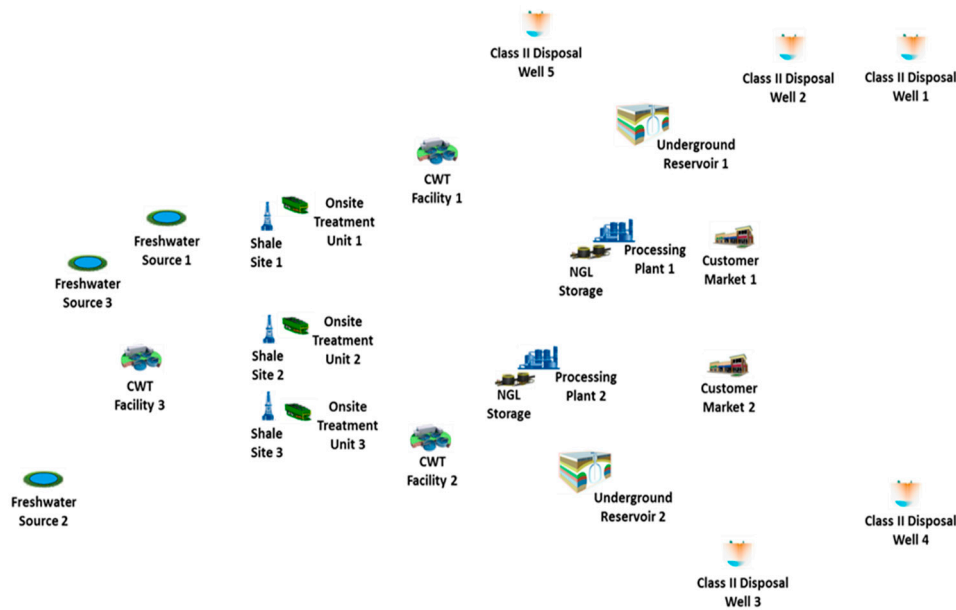 Class II Disposal
Well 5
Class II Disposal
Well 2
Class II Disposal
Well 1
Underground
Reservoir 1
CWT
Facility 1
Onsite
Treatment
Unit 1
Shale
Site 1
Freshwater
Source 1
Freshwater
Source 3
Processing
Plant 1
NGL
Storage
Customer
Market 1
Onsite
Treatment
Unit 2
Shale
Site 2
CWT
Facility 3
Processing
Plant 2
NGL
Storage
Customer
Market 2
Onsite
Treatment
Unit 3
Shale
Site 3
CWT
Facility 2
Underground
Reservoir 2
Freshwater
Source 2
Class II Disposal
Well 4
Class II Disposal
Well 3